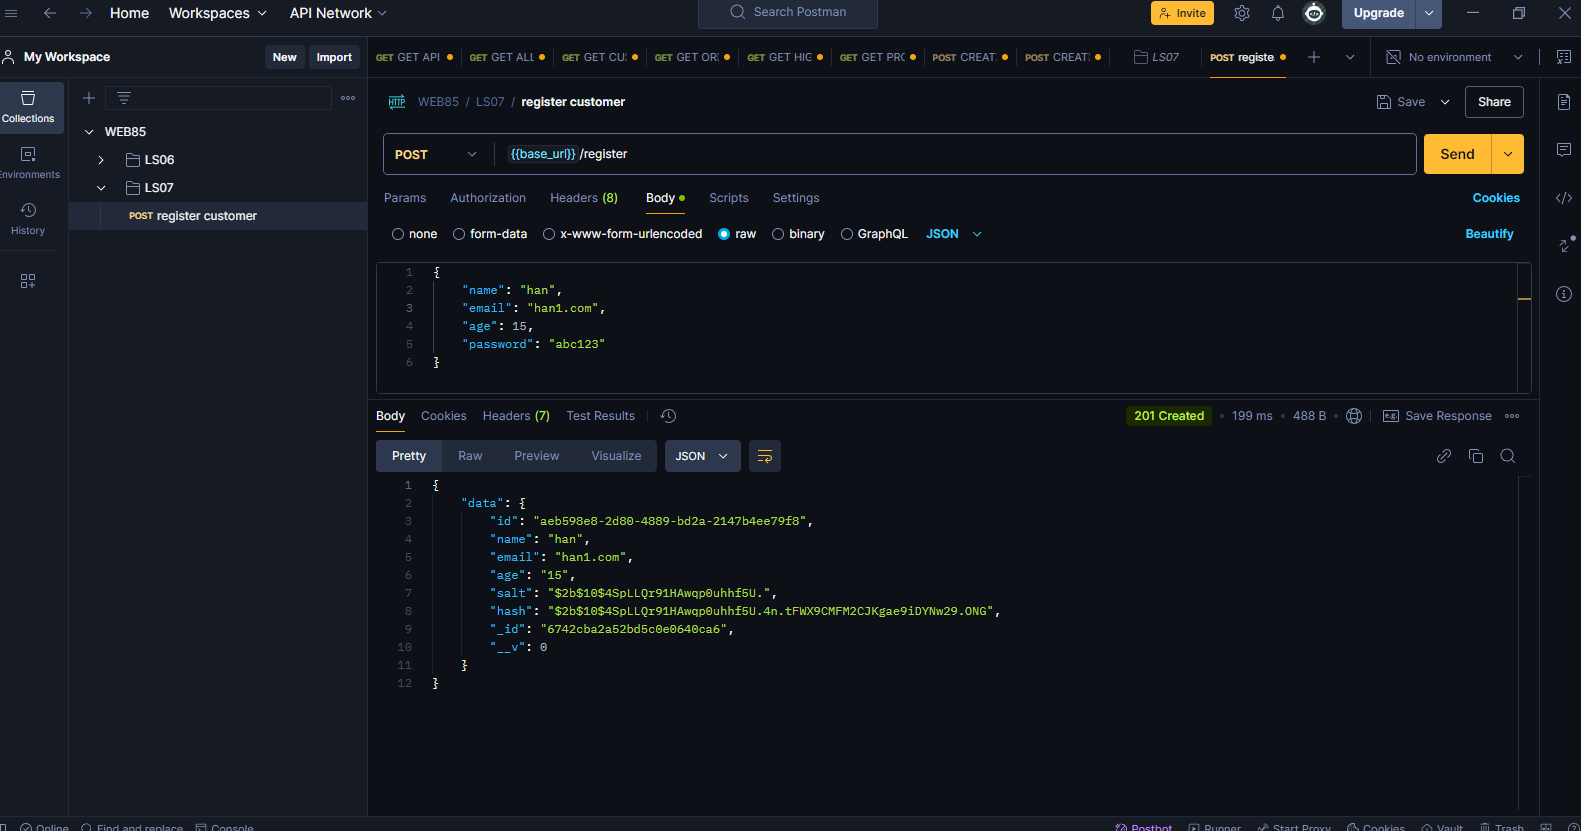 Home Workspaces API Network Search Postman Invite Upgrade
My Workspace New Import GET GET API GET GET ALL GET GET CU GET GET OR GET GET HIG GET GET PRO POST CREAT POST CREAT LS07 POST registe No environment
Collections
WEB85 / LS07 / register customer Save Share
WEB85
POST {{base_url}}/register Send
Environments
LS06
LS07
Params Authorization Headers (8) Body Scripts Settings Cookies
History
POST register customer
none form-data x-www-form-urlencoded raw binary GraphQL JSON Beautify
1 {
2 "name": "han",
3 "email": "han1.com",
4 "age": 15,
5 "password": "abc123"
6 }
Body Cookies Headers (7) Test Results 201 Created • 199 ms • 488 B • e.g. Save Response
Pretty Raw Preview Visualize JSON
1 {
2 "data": {
3 "id": "aeb598e8-2d80-4889-bd2a-2147b4ee79f8",
4 "name": "han",
5 "email": "han1.com",
6 "age": "15",
7 "salt": "$2b$10$4SpLLQr91HAwqp0uhhf5U.",
8 "hash": "$2b$10$4SpLLQr91HAwqp0uhhf5U.4n.tFWX9CMFM2CJKgae9iDYNw29.ONG",
9 "_id": "6742cba2a52bd5c0e0640ca6",
10 "__v": 0
11 }
12 }
Online Find and replace Console Postbot Runner Start Proxy Cookies Vault Trash